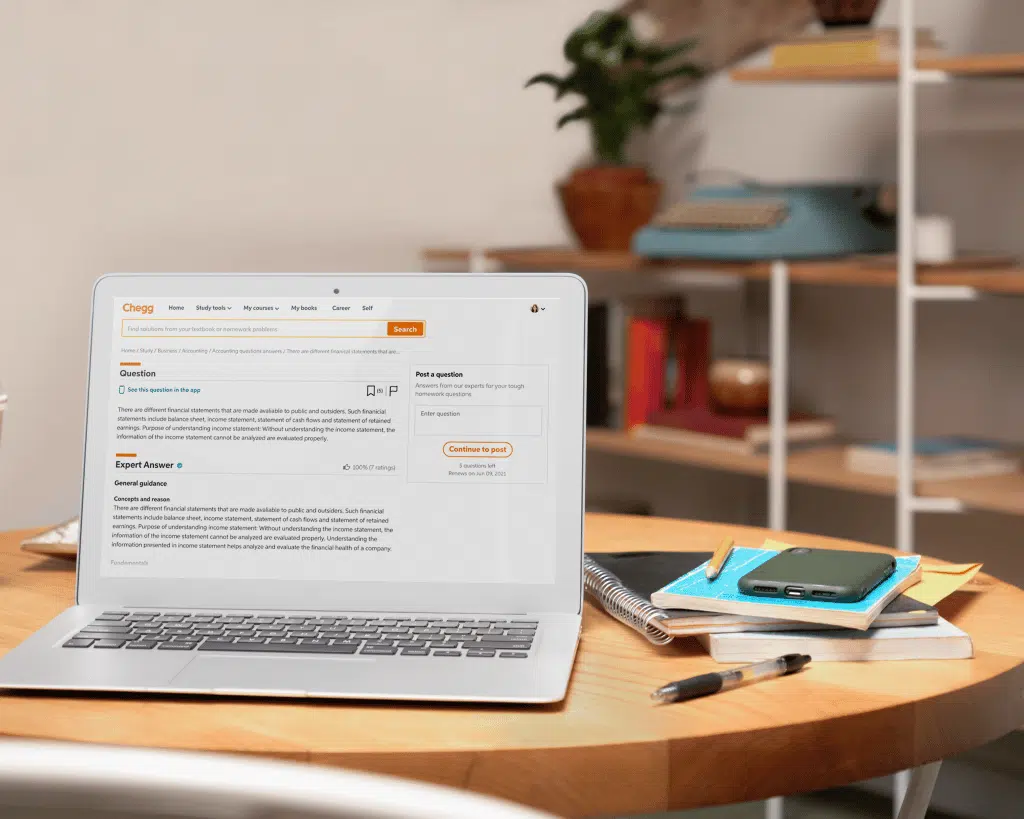 Chegg Home Study tools My courses My books Career Self
Find solutions from your textbook or homework problems Search
Home / Study / Business / Accounting / Accounting questions answers / There are different financial statements that are...
Question
See this question in the app
There are different financial statements that are made avaliable to public and outsiders. Such finanicial
statements include balance sheet, income statement, statement of cash flows and statement of retained
earnings. Purpose of understanding income statement: Without understanding the income statement, the
information of the income statement cannot be analyzed are evaluated properly.
Expert Answer
100% (7 ratings)
General guidance
Concepts and reason
There are different financial statements that are made available to public and outsiders. Such finanicial
statements include balance sheet, income statement, statement of cash flows and statement of retained
earnings. Purpose of understanding income statement: Without understanding the income statement, the
information of the income statement cannot be analyzed are evaluated properly. Understanding the
information presented in income statement helps analyze and evaluate the financial health of a company.
Fundamentals
Post a question
Answers from our experts for your tough
homework questions.
Enter question
Continue to post
5 questions left
Renews on Jun 09, 2021